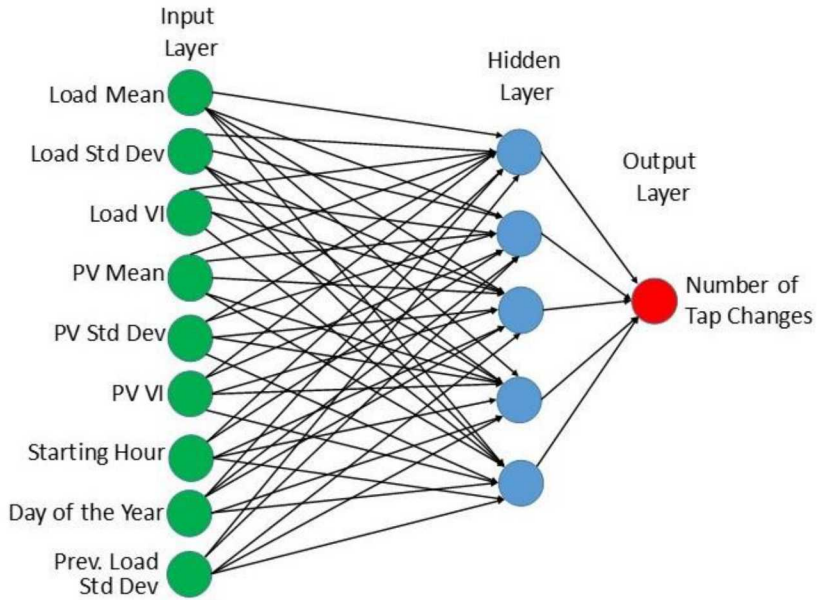 Input
Layer
Load Mean
Load Std Dev
Load VI
PV Mean
PV Std Dev
PV VI
Starting Hour
Day of the Year
Prev. Load
Std Dev
Hidden
Layer
Output
Layer
Number of
Tap Changes